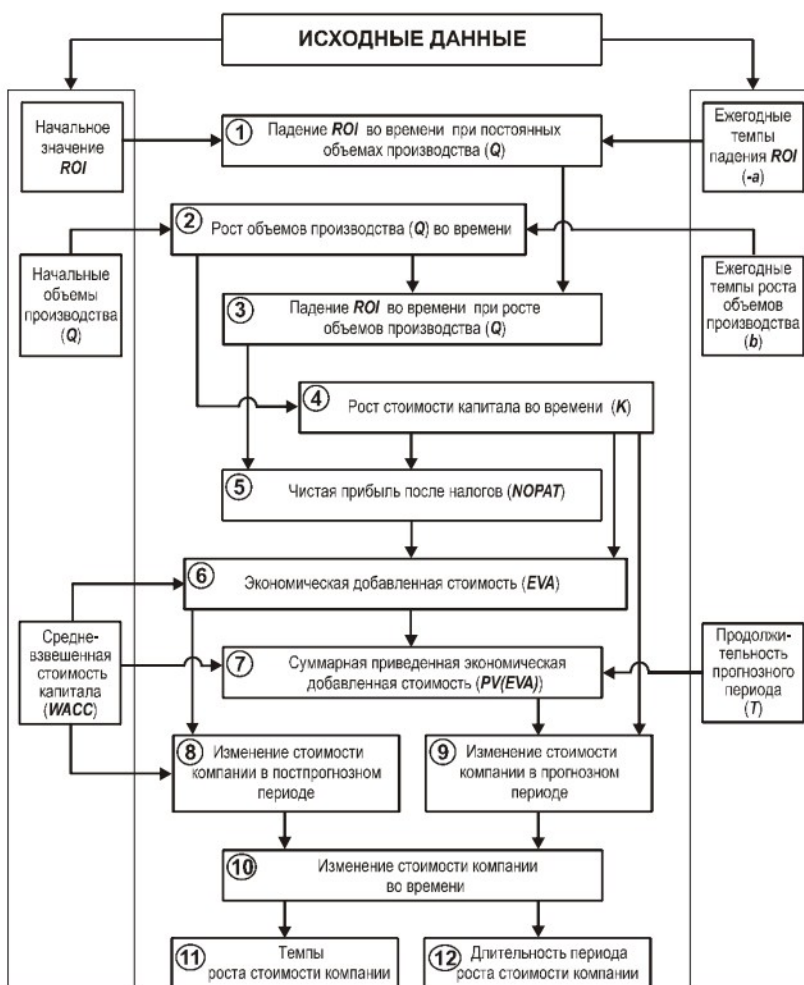 ИСХОДНЫЕ ДАННЫЕ
Начальное
значение
ROI
1
Падение ROI во времени при постоянных
объемах производства (Q)
Ежегодные
темпы
падения ROI
(-a)
2
Рост объемов производства (Q) во времени
Начальные
объемы
производства
(Q)
Ежегодные
темпы роста
объемов
производства
(b)
3
Падение ROI во времени при росте
объемов производства (Q)
4
Рост стоимости капитала во времени (K)
5
Чистая прибыль после налогов (NOPAT)
6
Экономическая добавленная стоимость (EVA)
Средне-
взвешенная
стоимость
капитала
(WACC)
7
Суммарная приведенная экономическая
добавленная стоимость (PV(EVA))
Продолжи-
тельность
прогнозного
периода
(T)
8
Изменение стоимости
компании в постпрогнозном
периоде
9
Изменение стоимости
компании в прогнозном
периоде
10
Изменение стоимости компании
во времени
11
Темпы
роста стоимости компании
12
Длительность периода
роста стоимости компании